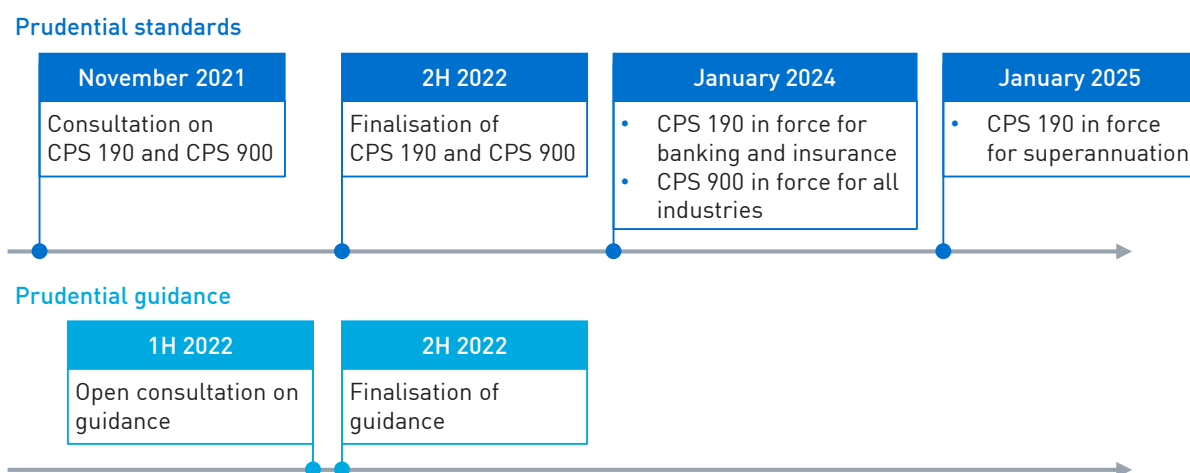 Prudential standards
November 2021
Consultation on
CPS 190 and CPS 900
2H 2022
Finalisation of
CPS 190 and CPS 900
January 2024
• CPS 190 in force for
banking and insurance
• CPS 900 in force for all
industries
January 2025
• CPS 190 in force
for superannuation
Prudential guidance
1H 2022
Open consultation on
guidance
2H 2022
Finalisation of
guidance